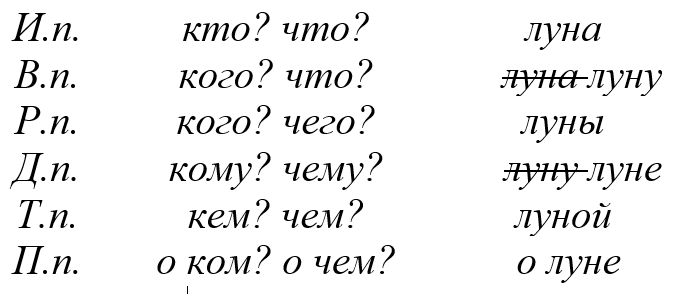 И.п. кто? что? луна
В.п. кого? что? луна луну
Р.п. кого? чего? луны
Д.п. кому? чему? луну луне
Т.п. кем? чем? луной
П.п. о ком? о чем? о луне